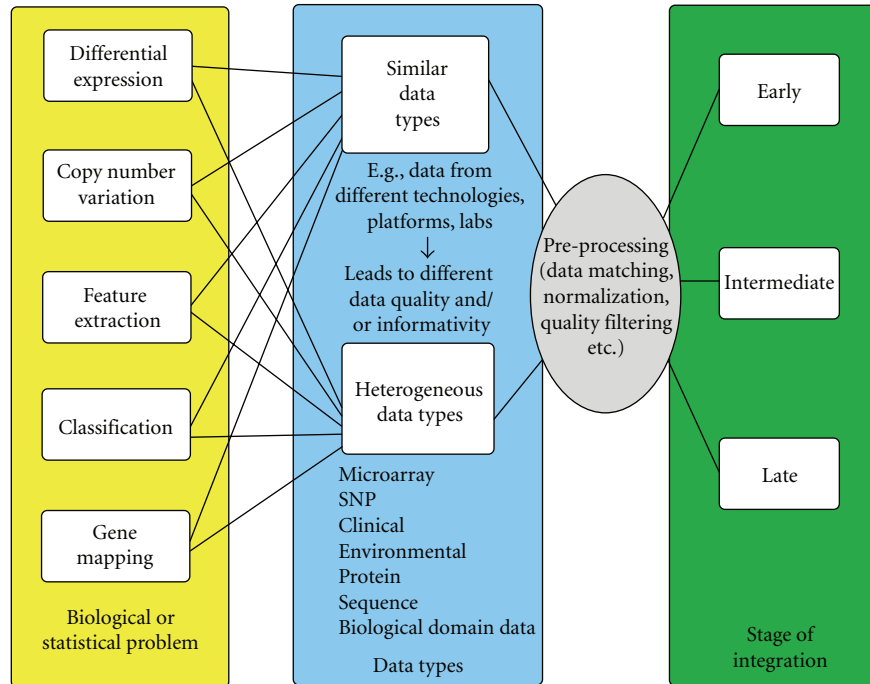 Differential
expression
Copy number
variation
Feature
extraction
Classification
Gene
mapping
Biological or
statistical problem
Similar
data
types
E.g., data from
different technologies,
platforms, labs
Leads to different
data quality and/
or informativity
Heterogeneous
data types
Microarray
SNP
Clinical
Environmental
Protein
Sequence
Biological domain data
Data types
Pre-processing
(data matching,
normalization,
quality filtering
etc.)
Early
Intermediate
Late
Stage of
integration